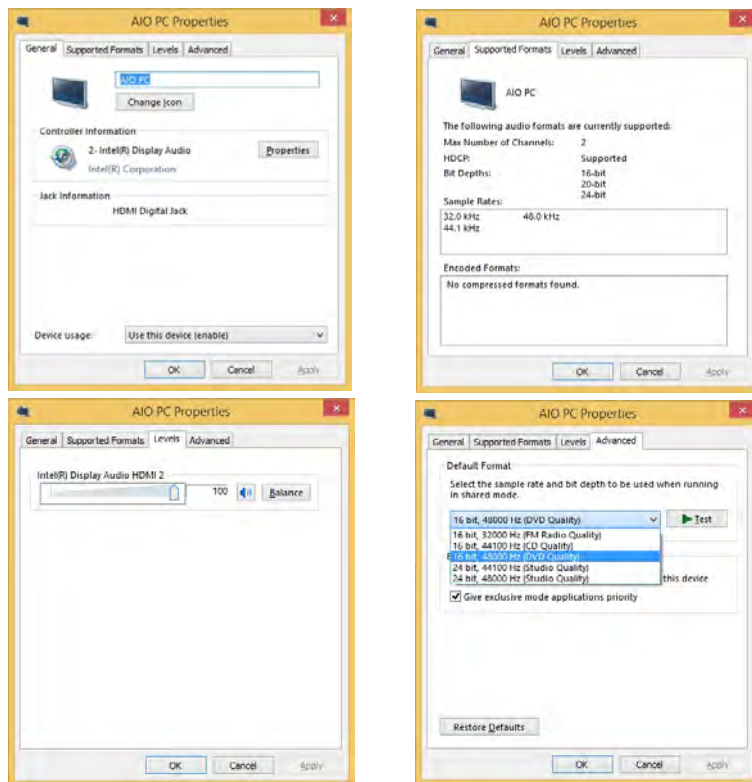 AIO PC Properties
General Supported Formats Levels Advanced
AIO PC
Change Icon
Controller Information
2- Intel(R) Display Audio Properties
Intel(R) Corporation
Jack Information
HDMI Digital Jack
Device usage: Use this device (enable)
OK Cancel Apply
AIO PC Properties
General Supported Formats Levels Advanced
AIO PC
The following audio formats are currently supported:
Max Number of Channels: 2
HDCP: Supported
Bit Depths: 16-bit
20-bit
24-bit
Sample Rates:
32.0 kHz 48.0 kHz
44.1 kHz
Encoded Formats:
No compressed formats found.
OK Cancel Apply
AIO PC Properties
General Supported Formats Levels Advanced
Intel(R) Display Audio HDMI 2
100 Balance
OK Cancel Apply
AIO PC Properties
General Supported Formats Levels Advanced
Default Format
Select the sample rate and bit depth to be used when running
in shared mode.
16 bit, 48000 Hz (DVD Quality) Test
16 bit, 32000 Hz (FM Radio Quality)
16 bit, 44100 Hz (CD Quality)
16 bit, 48000 Hz (DVD Quality)
24 bit, 44100 Hz (Studio Quality)
24 bit, 48000 Hz (Studio Quality)
this device
Give exclusive mode applications priority
Restore Defaults
OK Cancel Apply